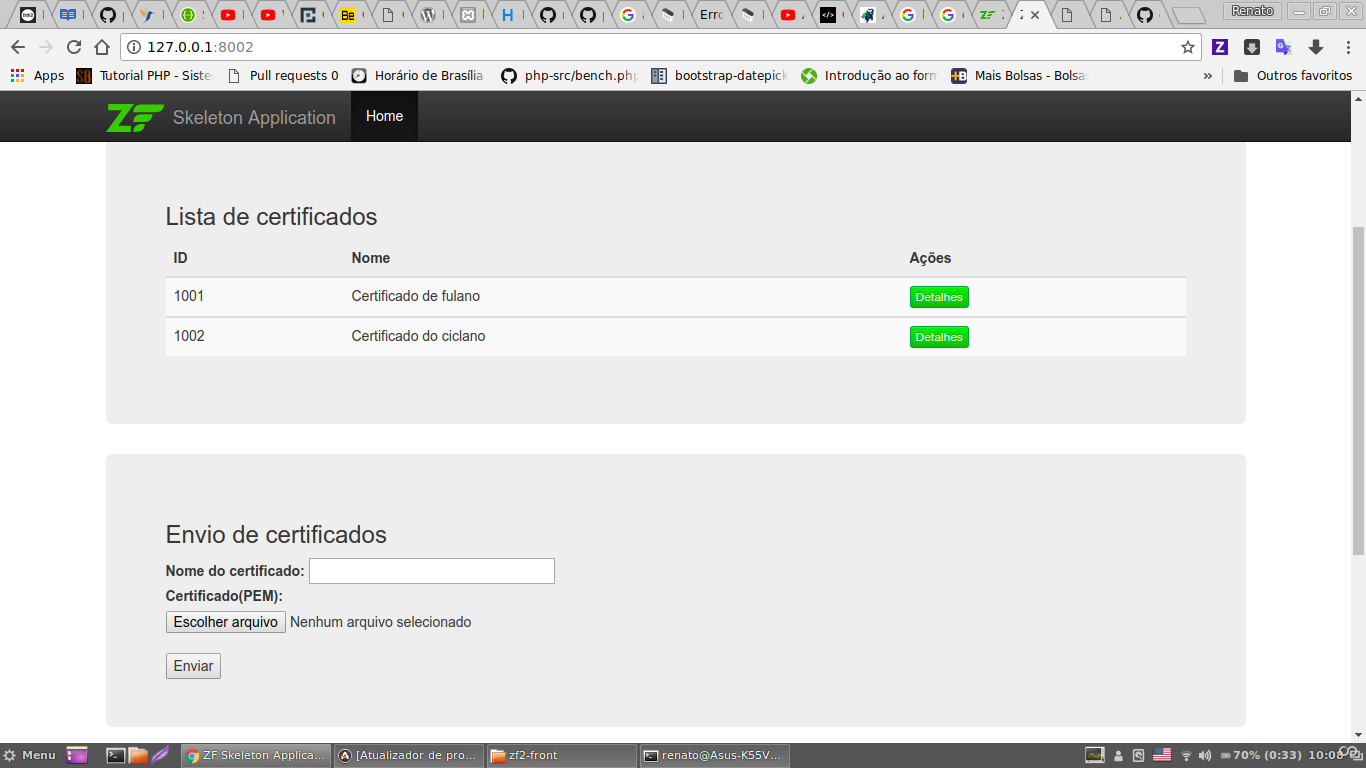 Erro
Renato
127.0.0.1:8002
Apps Tutorial PHP - Siste Pull requests 0 Horário de Brasília php-src/bench.php bootstrap-datepick Introdução ao form Mais Bolsas - Bolsa » Outros favoritos
ZF Skeleton Application Home
Lista de certificados
ID Nome Ações
1001 Certificado de fulano Detalhes
1002 Certificado do ciclano Detalhes
Envio de certificados
Nome do certificado:
Certificado(PEM):
Escolher arquivo Nenhum arquivo selecionado
Enviar
Menu ZF Skeleton Applica... [Atualizador de pro... zf2-front renato@Asus-K55V... 70% (0:33) 10:08